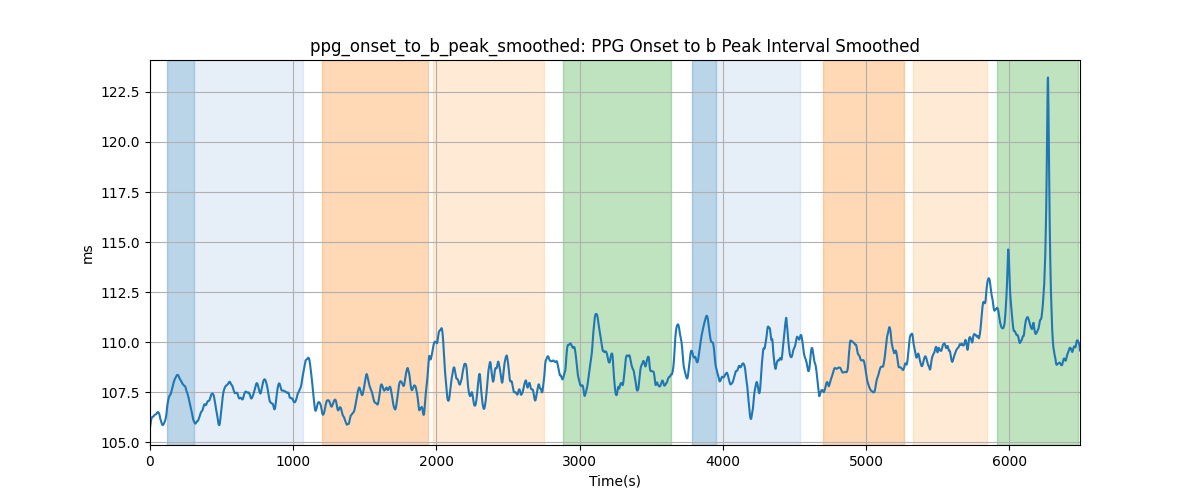 ppg_onset_to_b_peak_smoothed: PPG Onset to b Peak Interval Smoothed
122.5
120.0
117.5
115.0
112.5
110.0
107.5
105.0
ms
0 1000 2000 3000 4000 5000 6000
Time(s)